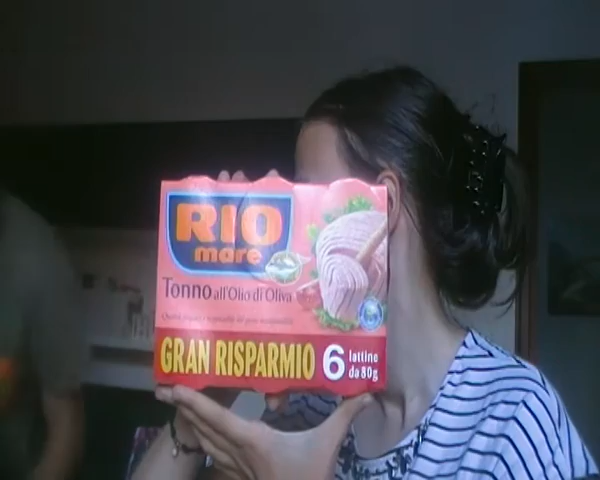 RIO
mare
Tonno all'Olio di Oliva
GRAN RISPARMIO 6 lattine
da 80g